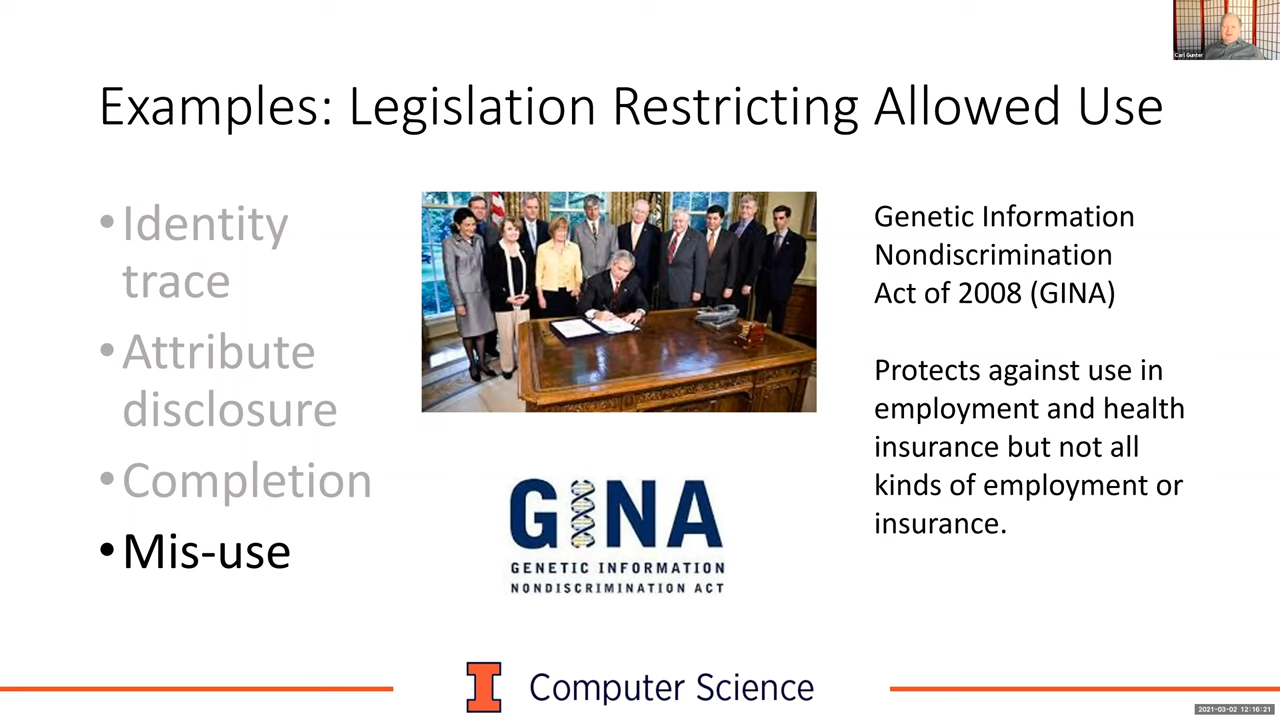 Carl Gunter
Examples: Legislation Restricting Allowed Use
•Identity
trace
•Attribute
disclosure
•Completion
•Mis-use
GINA
GENETIC INFORMATION
NONDISCRIMINATION ACT
Genetic Information
Nondiscrimination
Act of 2008 (GINA)
Protects against use in
employment and health
insurance but not all
kinds of employment or
insurance.
I Computer Science
2021-03-02 12:16:21